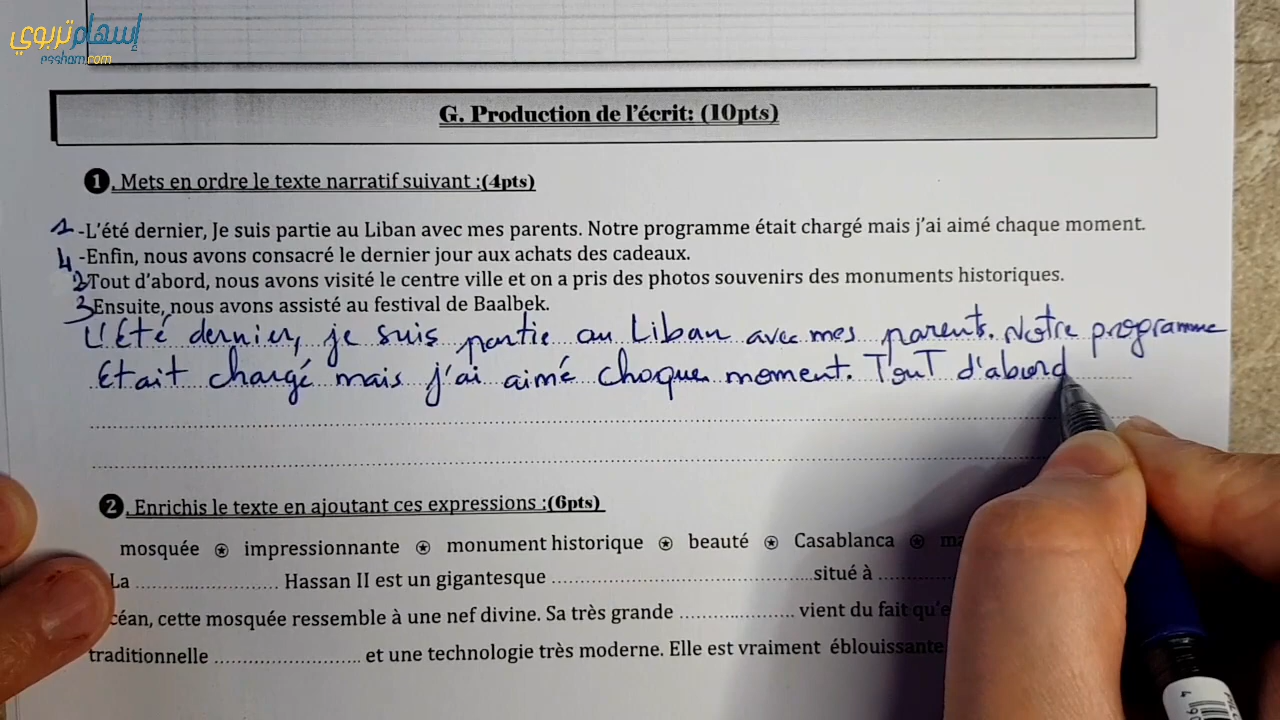 إسهام تربوي
essham.com
G. Production de l'écrit: (10pts)
1. Mets en ordre le texte narratif suivant :(4pts)
1 -L'été dernier, Je suis partie au Liban avec mes parents. Notre programme était chargé mais j'ai aimé chaque moment.
4 -Enfin, nous avons consacré le dernier jour aux achats des cadeaux.
2 Tout d'abord, nous avons visité le centre ville et on a pris des photos souvenirs des monuments historiques.
3 Ensuite, nous avons assisté au festival de Baalbek.
L'été dernier, je suis partie au Liban avec mes parents. Notre programme
était chargé mais j'ai aimé chaque moment. Tout d'abord
2. Enrichis le texte en ajoutant ces expressions :(6pts)
mosquée ⍟ impressionnante ⍟ monument historique ⍟ beauté ⍟ Casablanca ⍟
La ........................ Hassan II est un gigantesque ............................................ situé à ............
cette mosquée ressemble à une nef divine. Sa très grande .................... vient du fait
traditionnelle .......................... et une technologie très moderne. Elle est vraiment éblouissante